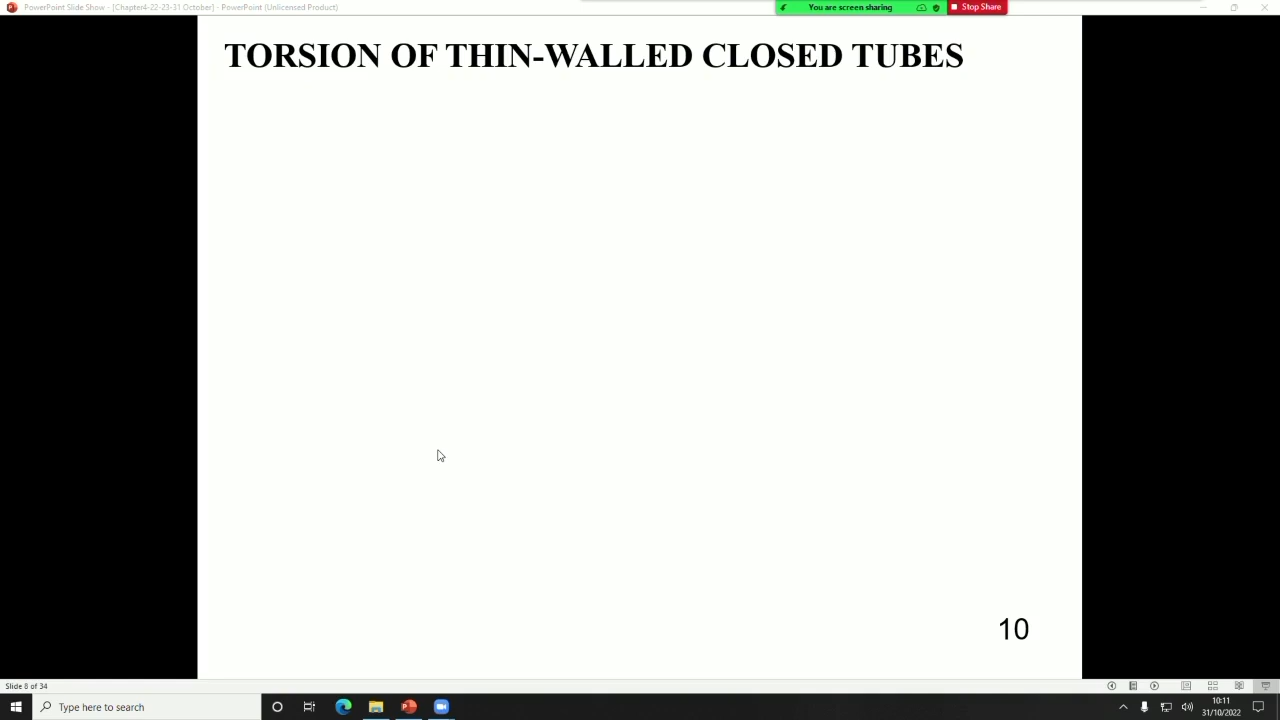 PowerPoint Slide Show - [Chapter4-22-23-31 October] - PowerPoint (Unlicensed Product)
You are screen sharing
Stop Share
TORSION OF THIN-WALLED CLOSED TUBES
10
Slide 8 of 34
Type here to search
10:11
31/10/2022